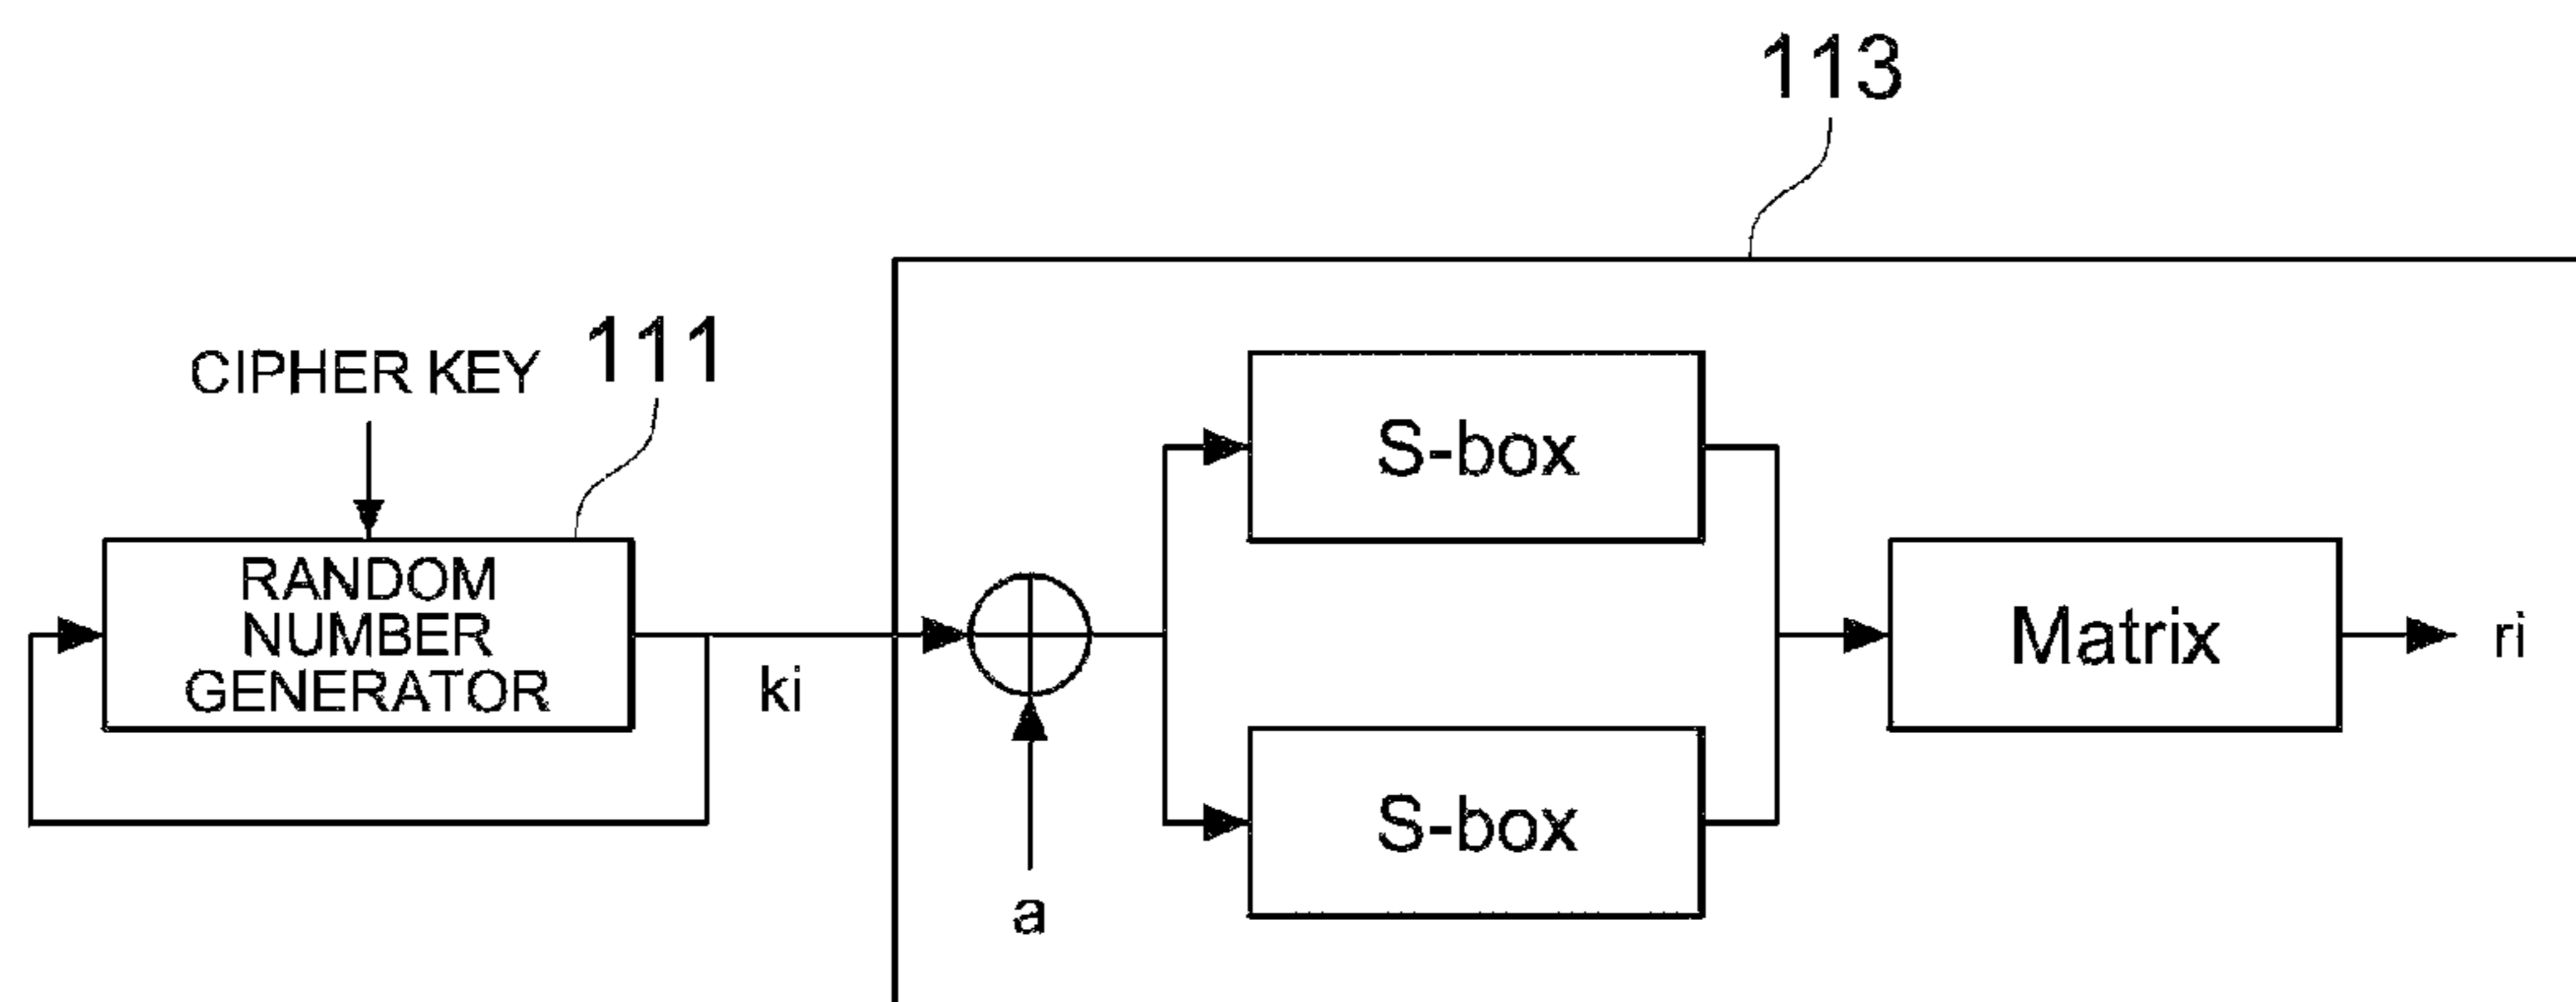 113
CIPHER KEY
111
RANDOM
NUMBER
GENERATOR
ki
a
S-box
S-box
Matrix
ri